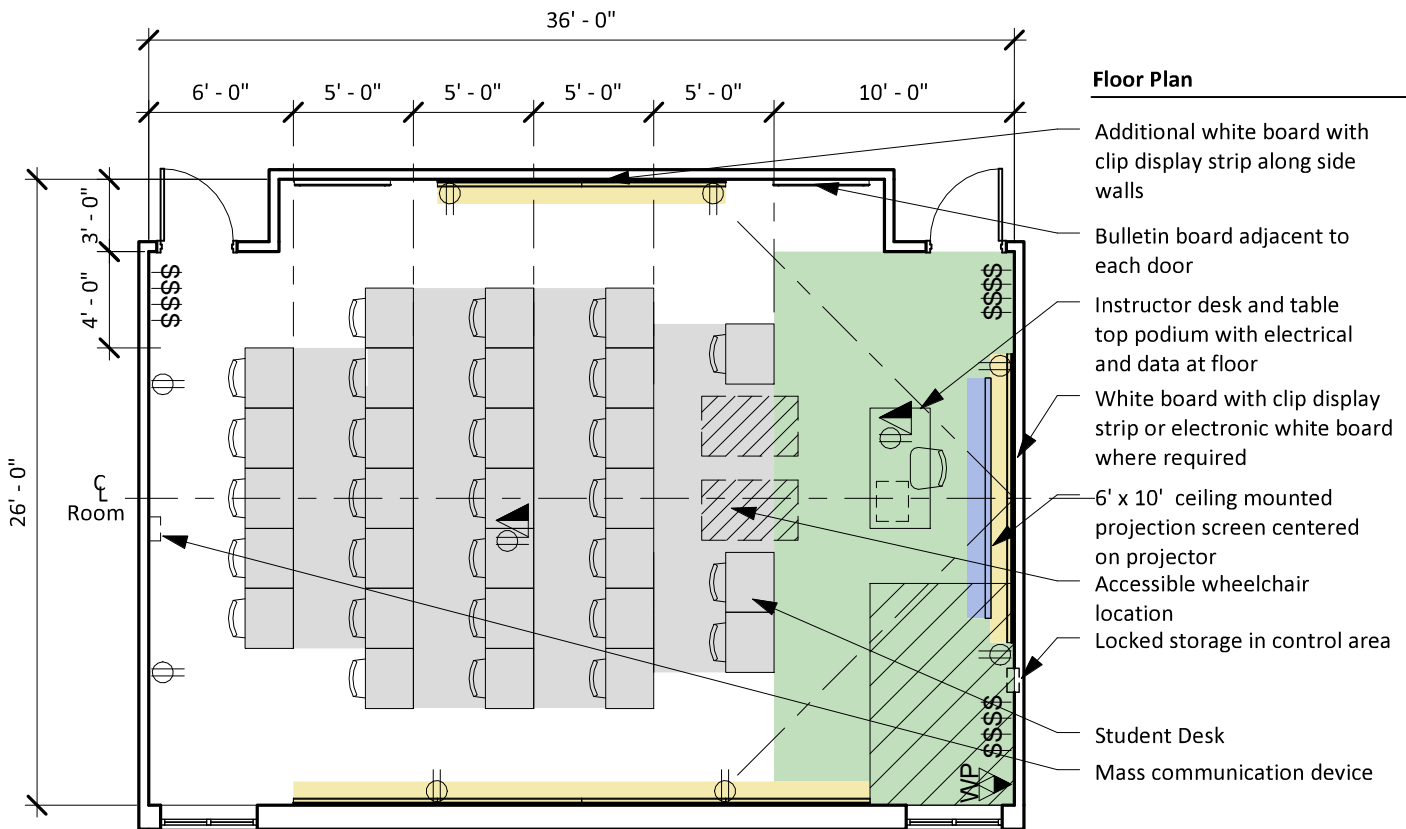 36' - 0"
6' - 0"
5' - 0"
5' - 0"
5' - 0"
5' - 0"
10' - 0"
3' - 0"
4' - 0"
26' - 0"
℄
Room
$$$$
$$$$
$$$$
WP
Floor Plan
Additional white board with
clip display strip along side
walls
Bulletin board adjacent to
each door
Instructor desk and table
top podium with electrical
and data at floor
White board with clip display
strip or electronic white board
where required
6' x 10' ceiling mounted
projection screen centered
on projector
Accessible wheelchair
location
Locked storage in control area
Student Desk
Mass communication device